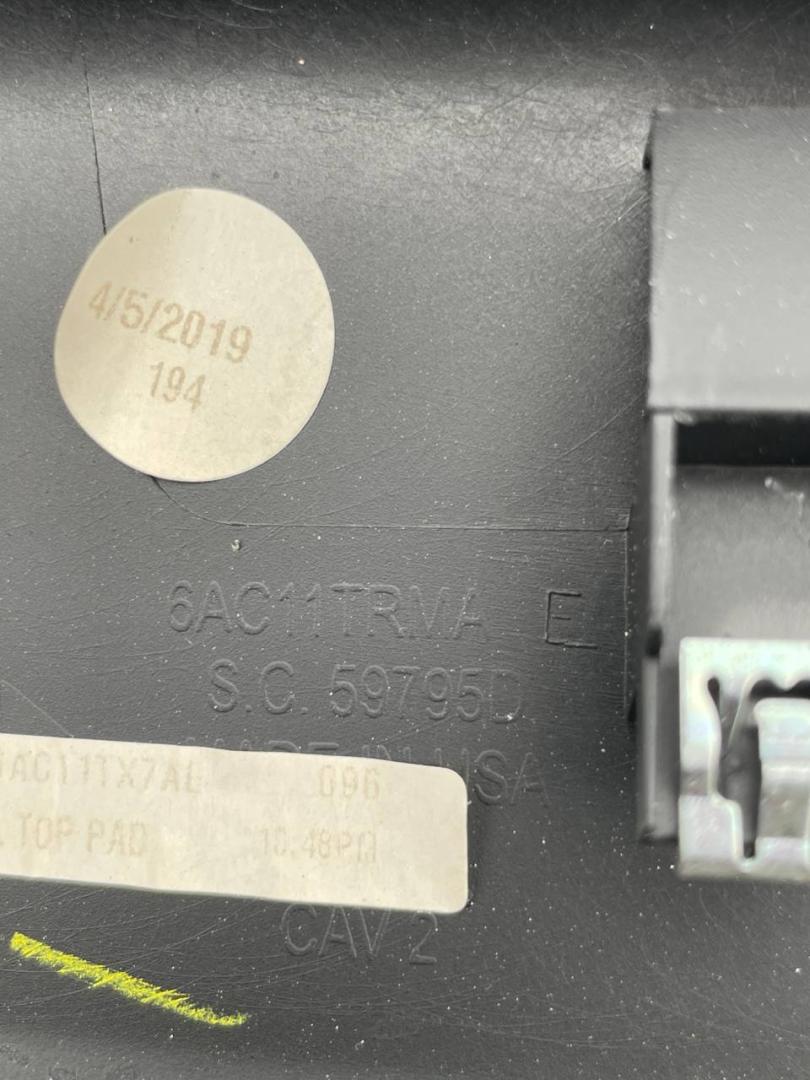 4/5/2019
194
6AC11TRMA E
S.C. 59795D
MADE IN USA
AC11TX7AL 096
TOP PAD 10:48PM
CAV 2